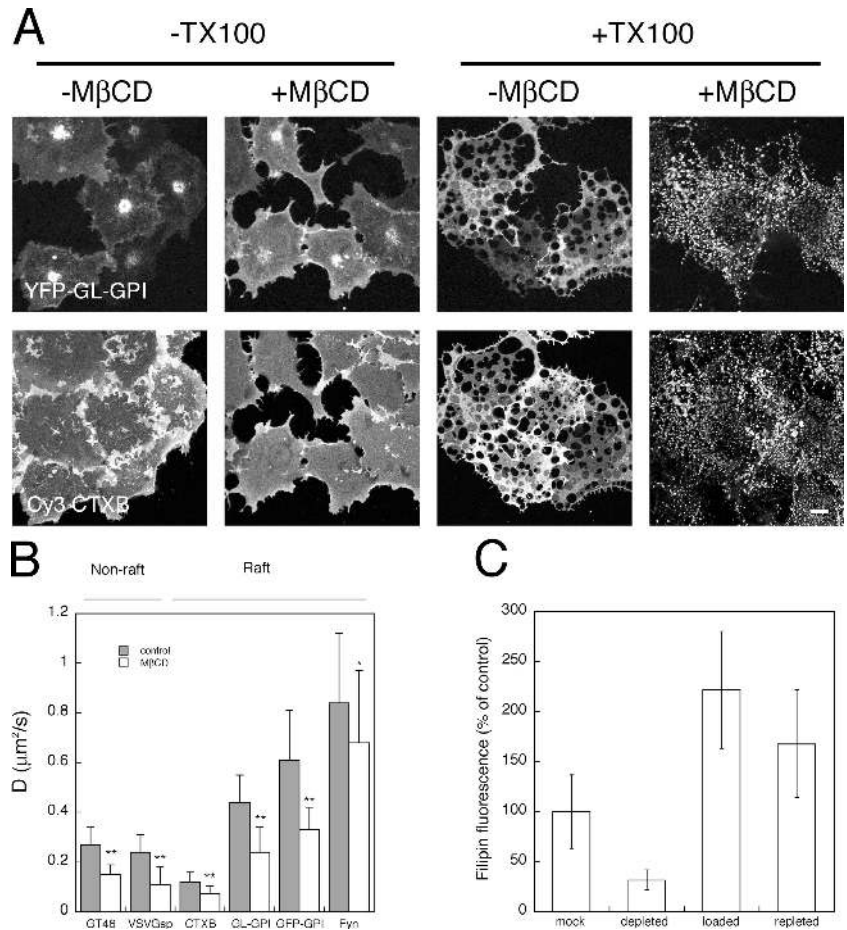 A
-TX100 +TX100
-MβCD +MβCD -MβCD +MβCD
YFP-GL-GPI
Cy3-CTXB
B
Non-raft Raft
1.2
1
0.8
0.6
0.4
0.2
0
D (μm²/s)
control
MβCD
** ** ** ** ** *
GT46 VSVGsp CTXB GL-GPI GFP-GPI Fyn
C
300
250
200
150
100
50
0
Filipin fluorescence (% of control)
mock depleted loaded repleted